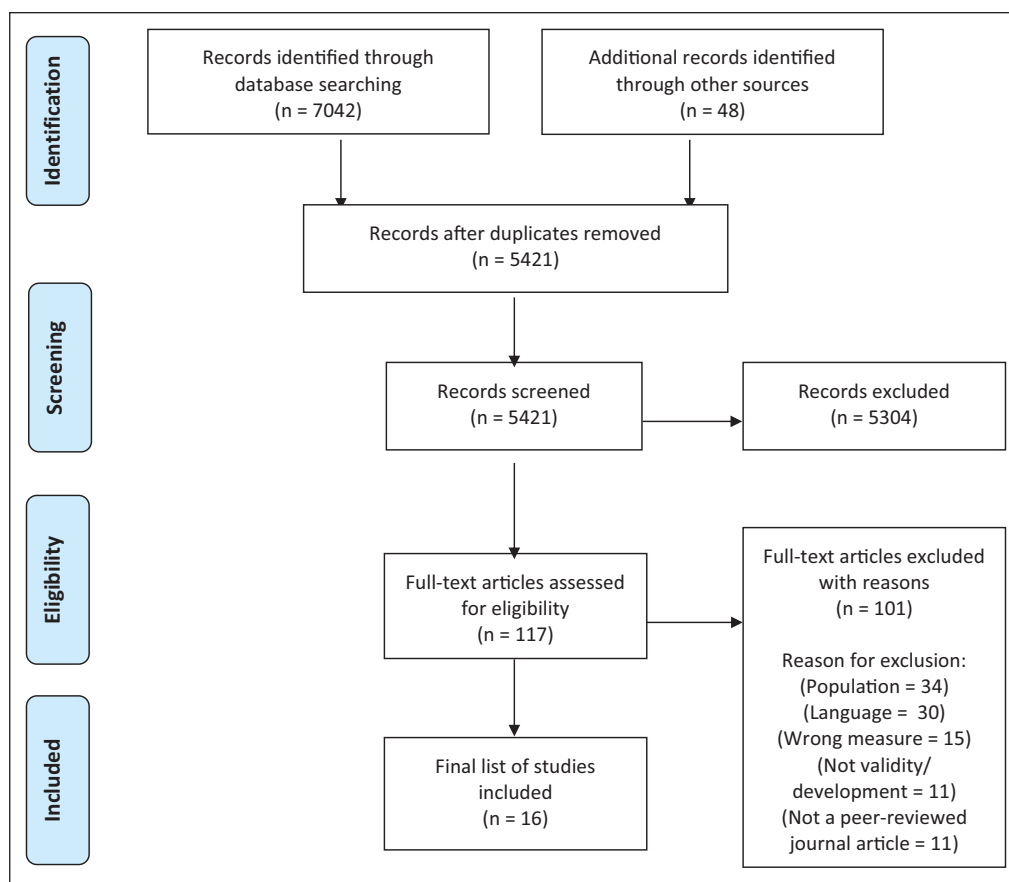 Identification
Records identified through
database searching
(n = 7042)
Additional records identified
through other sources
(n = 48)
Records after duplicates removed
(n = 5421)
Screening
Records screened
(n = 5421)
Records excluded
(n = 5304)
Eligibility
Full-text articles assessed
for eligibility
(n = 117)
Full-text articles excluded
with reasons
(n = 101)
Reason for exclusion:
(Population = 34)
(Language = 30)
(Wrong measure = 15)
(Not validity/
development = 11)
(Not a peer-reviewed
journal article = 11)
Included
Final list of studies
included
(n = 16)